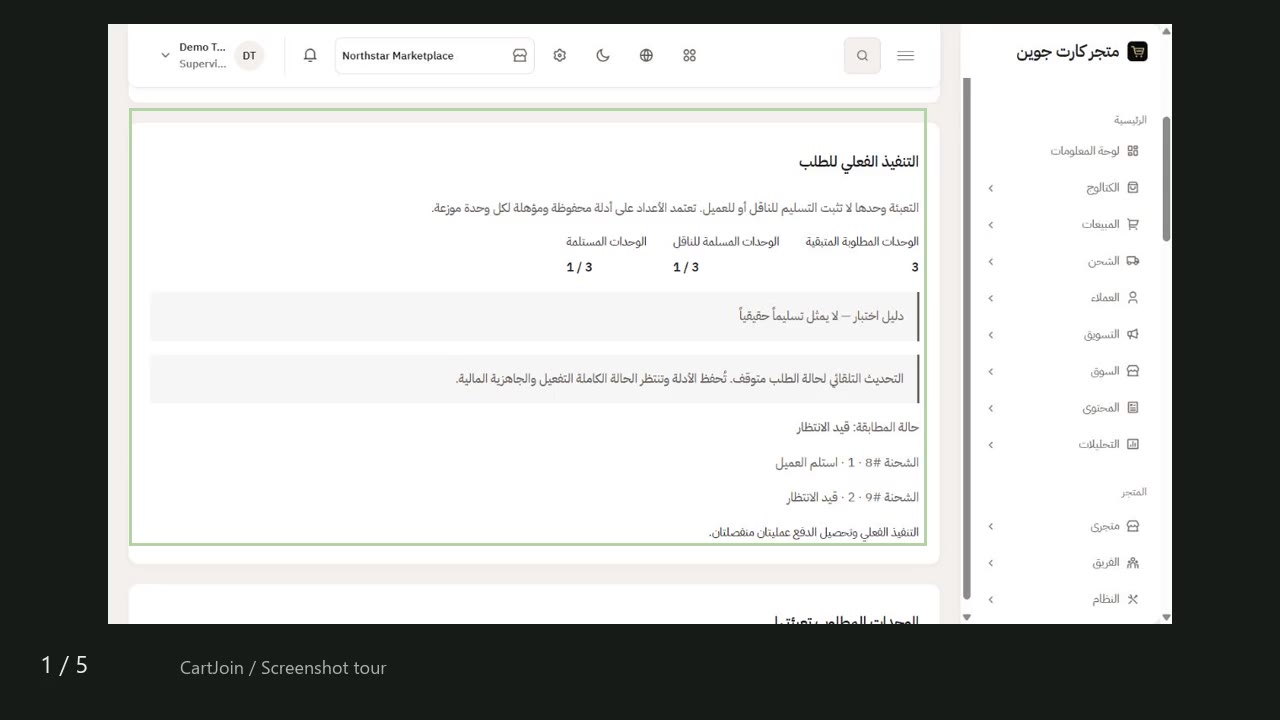 متجر كارت جوين
الرئيسية
لوحة المعلومات
الكتالوج
المبيعات
الشحن
العملاء
التسويق
السوق
المحتوى
التحليلات
المتجر
متجري
الفريق
النظام
Northstar Marketplace
DT
Demo T...
Supervi...
التنفيذ الفعلي للطلب
التعبئة وحدها لا تثبت التسليم للناقل أو للعميل. تعتمد الأعداد على أدلة محفوظة ومؤهلة لكل وحدة موزعة.
الوحدات المطلوبة المتبقية
3
الوحدات المسلمة للناقل
1 / 3
الوحدات المستلمة
1 / 3
دليل اختبار — لا يمثل تسليماً حقيقياً
التحديث التلقائي لحالة الطلب متوقف. تُحفظ الأدلة وتنتظر الحالة الكاملة التفعيل والجاهزية المالية.
حالة المطابقة: قيد الانتظار
الشحنة #8 · 1 · استلم العميل
الشحنة #9 · 2 · قيد الانتظار
التنفيذ الفعلي وتحصيل الدفع عمليتان منفصلتان.
الوحدات المطلوب تعبئتها
1 / 5
CartJoin / Screenshot tour